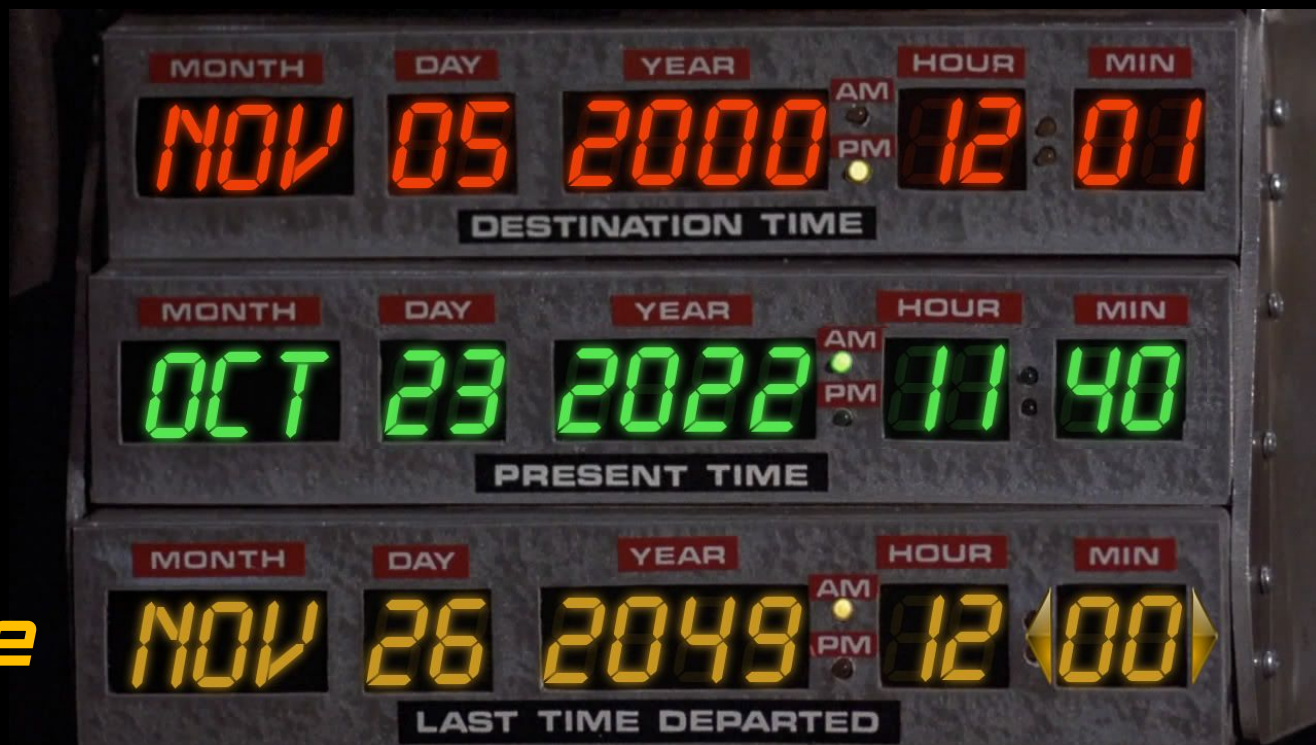 MONTH DAY YEAR AM PM HOUR MIN
NOV 05 2000 12 01
DESTINATION TIME
MONTH DAY YEAR AM PM HOUR MIN
OCT 23 2022 11 40
PRESENT TIME
MONTH DAY YEAR AM PM HOUR MIN
NOV 26 2049 12 00
LAST TIME DEPARTED
e